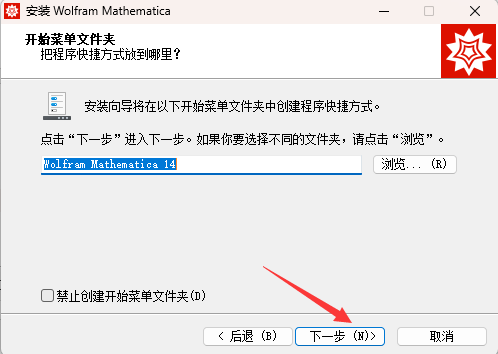 安装 Wolfram Mathematica
开始菜单文件夹
把程序快捷方式放到哪里？
安装向导将在以下开始菜单文件夹中创建程序快捷方式。
点击“下一步”进入下一步。如果你要选择不同的文件夹，请点击“浏览”。
Wolfram Mathematica 14
浏览... (R)
禁止创建开始菜单文件夹(D)
< 后退 (B)
下一步 (N)>
取消